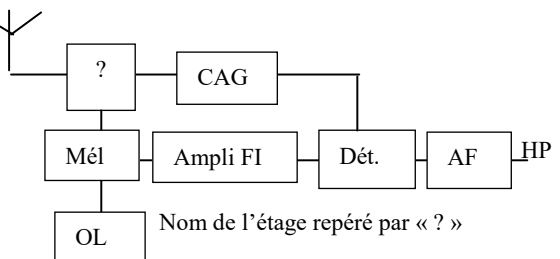 ? CAG
Mél Ampli FI Dét. AF HP
OL Nom de l'étage repéré par « ? »